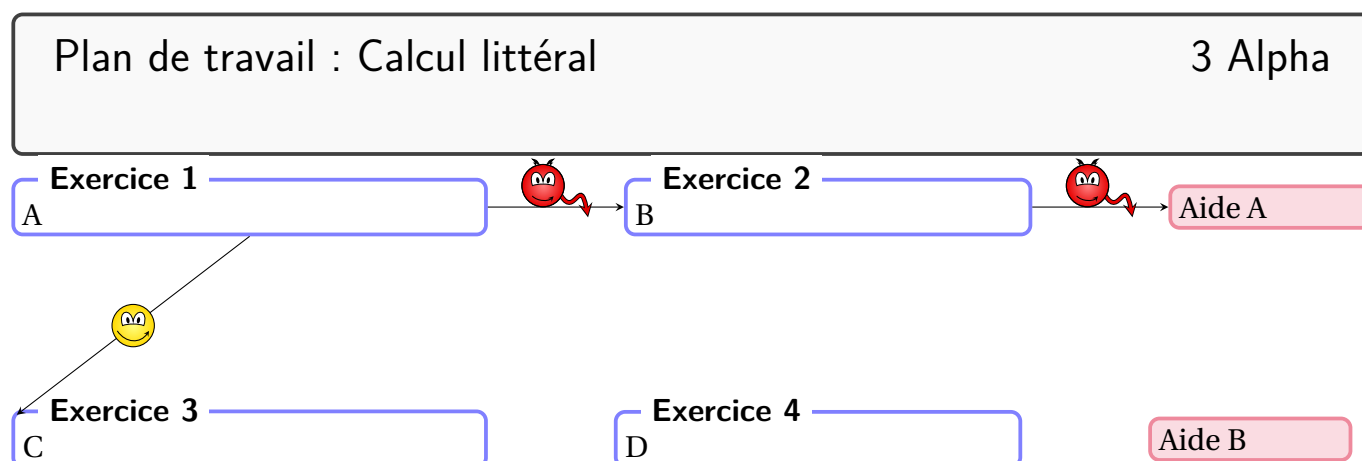 Plan de travail : Calcul littéral 3 Alpha
Exercice 1 Exercice 2
A B Aide A
Exercice 3 Exercice 4
C D Aide B